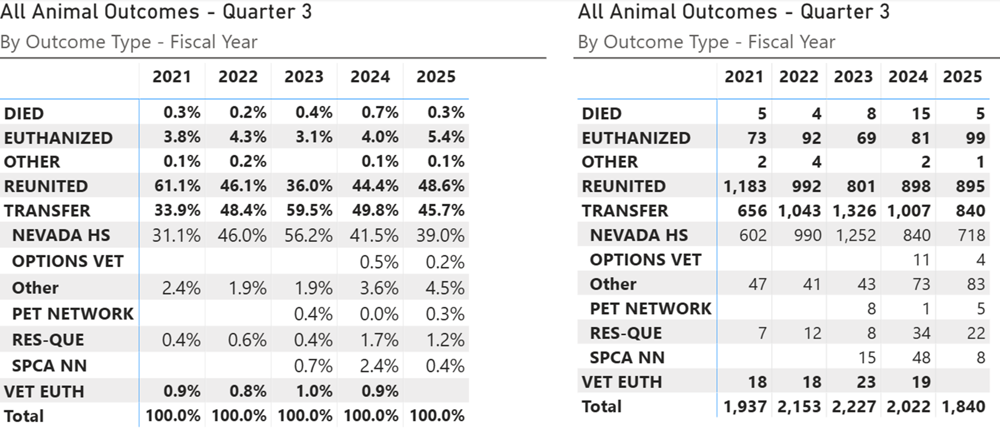 All Animal Outcomes - Quarter 3
By Outcome Type - Fiscal Year
2021 2022 2023 2024 2025
DIED 0.3% 0.2% 0.4% 0.7% 0.3%
EUTHANIZED 3.8% 4.3% 3.1% 4.0% 5.4%
OTHER 0.1% 0.2% 0.1% 0.1%
REUNITED 61.1% 46.1% 36.0% 44.4% 48.6%
TRANSFER 33.9% 48.4% 59.5% 49.8% 45.7%
NEVADA HS 31.1% 46.0% 56.2% 41.5% 39.0%
OPTIONS VET 0.5% 0.2%
Other 2.4% 1.9% 1.9% 3.6% 4.5%
PET NETWORK 0.4% 0.0% 0.3%
RES-QUE 0.4% 0.6% 0.4% 1.7% 1.2%
SPCA NN 0.7% 2.4% 0.4%
VET EUTH 0.9% 0.8% 1.0% 0.9%
Total 100.0% 100.0% 100.0% 100.0% 100.0%
All Animal Outcomes - Quarter 3
By Outcome Type - Fiscal Year
2021 2022 2023 2024 2025
DIED 5 4 8 15 5
EUTHANIZED 73 92 69 81 99
OTHER 2 4 2 1
REUNITED 1,183 992 801 898 895
TRANSFER 656 1,043 1,326 1,007 840
NEVADA HS 602 990 1,252 840 718
OPTIONS VET 11 4
Other 47 41 43 73 83
PET NETWORK 8 1 5
RES-QUE 7 12 8 34 22
SPCA NN 15 48 8
VET EUTH 18 18 23 19
Total 1,937 2,153 2,227 2,022 1,840